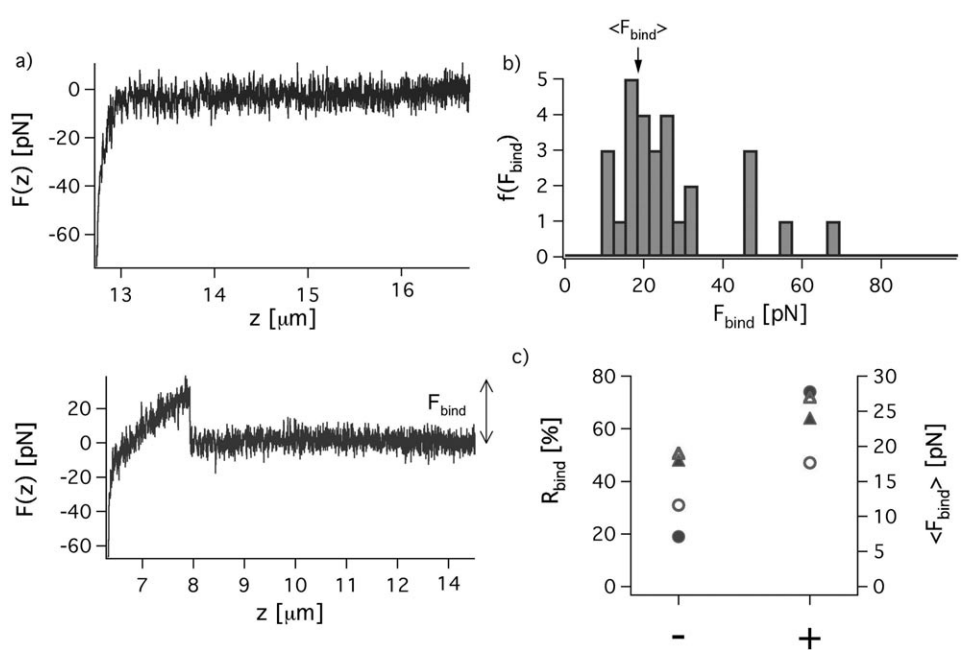 a)
F(z) [pN]
0
-20
-40
-60
13 14 15 16
z [μm]
<F_bind>
b)
f(F_bind)
5
4
3
2
1
0
0 20 40 60 80
F_bind [pN]
F(z) [pN]
20
0
-20
-40
-60
F_bind
7 8 9 10 11 12 13 14
z [μm]
c)
R_bind [%]
80
60
40
20
0
30
25
20
15
10
5
0
<F_bind> [pN]
- +